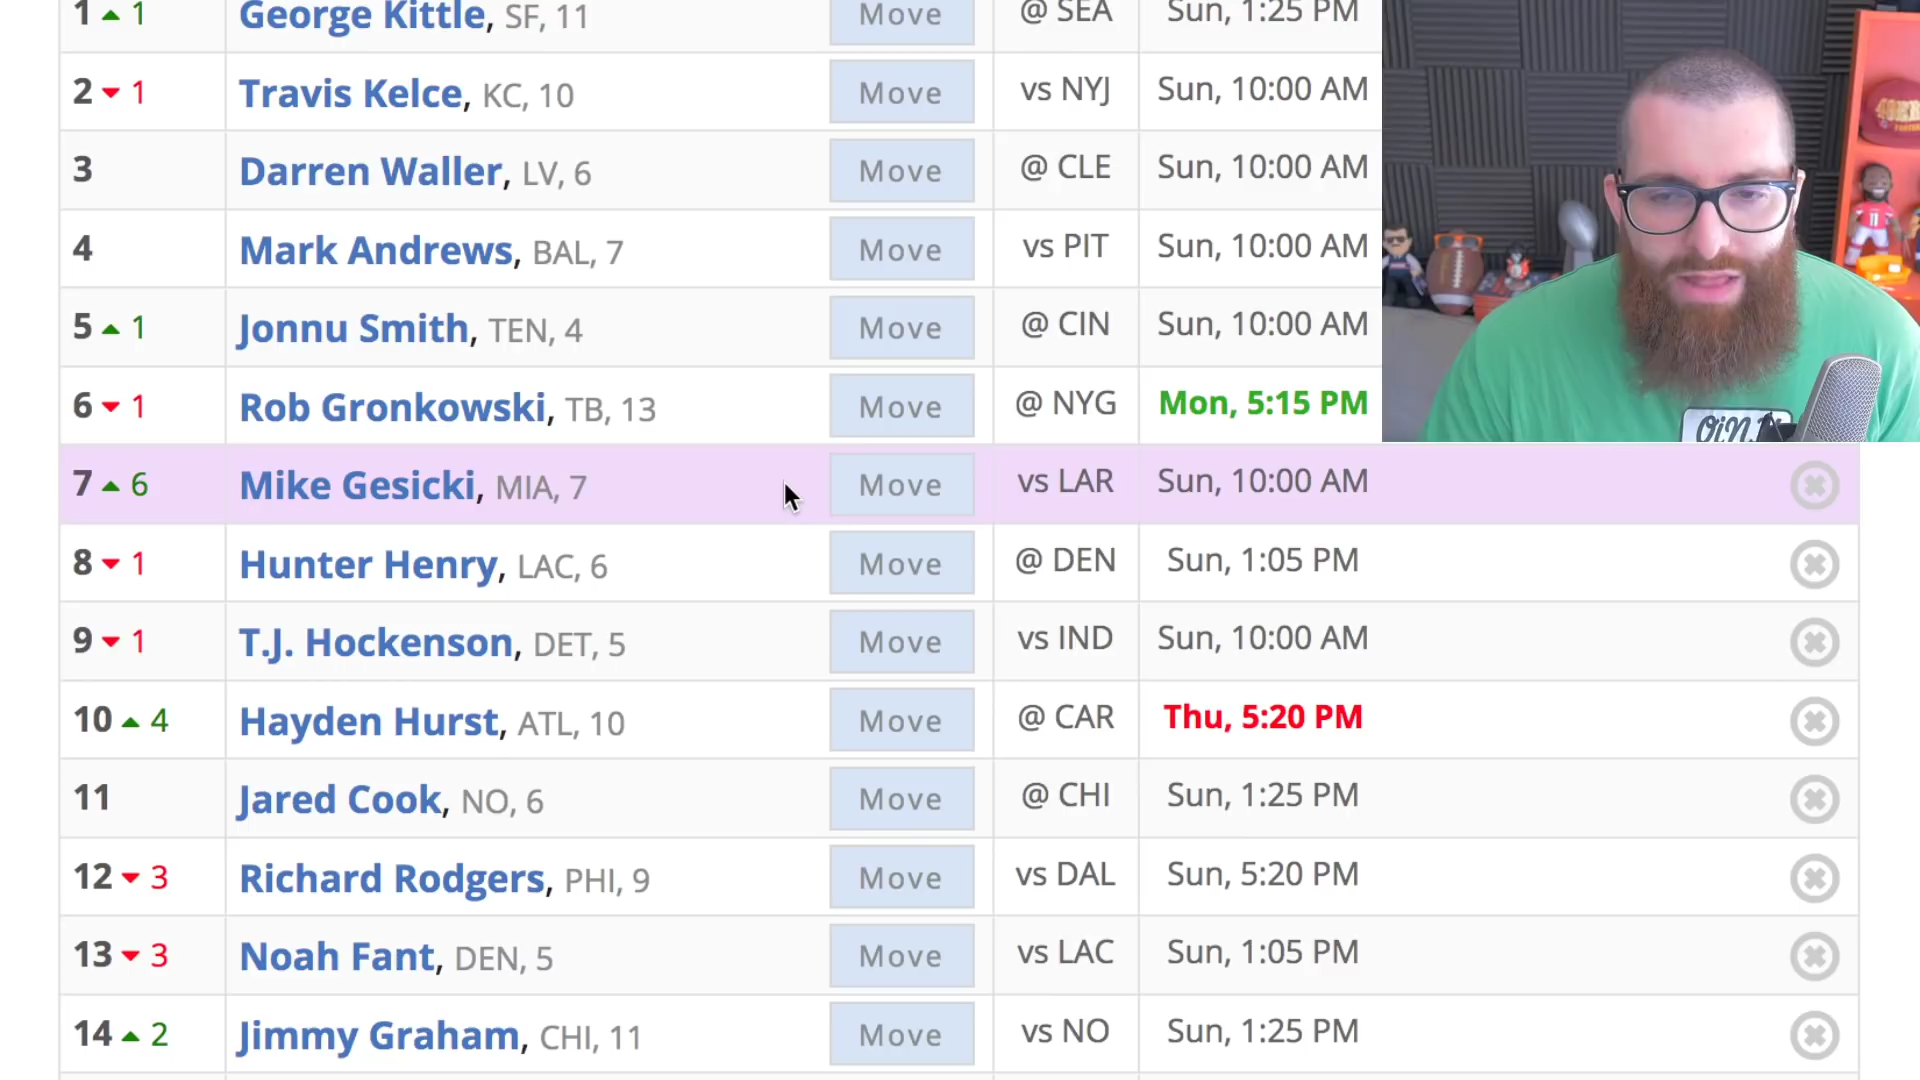 1 ▲ 1 George Kittle, SF, 11 Move @ SEA Sun, 1:25 PM
2 ▼ 1 Travis Kelce, KC, 10 Move vs NYJ Sun, 10:00 AM
3 Darren Waller, LV, 6 Move @ CLE Sun, 10:00 AM
4 Mark Andrews, BAL, 7 Move vs PIT Sun, 10:00 AM
5 ▲ 1 Jonnu Smith, TEN, 4 Move @ CIN Sun, 10:00 AM
6 ▼ 1 Rob Gronkowski, TB, 13 Move @ NYG Mon, 5:15 PM
7 ▲ 6 Mike Gesicki, MIA, 7 Move vs LAR Sun, 10:00 AM
8 ▼ 1 Hunter Henry, LAC, 6 Move @ DEN Sun, 1:05 PM
9 ▼ 1 T.J. Hockenson, DET, 5 Move vs IND Sun, 10:00 AM
10 ▲ 4 Hayden Hurst, ATL, 10 Move @ CAR Thu, 5:20 PM
11 Jared Cook, NO, 6 Move @ CHI Sun, 1:25 PM
12 ▼ 3 Richard Rodgers, PHI, 9 Move vs DAL Sun, 5:20 PM
13 ▼ 3 Noah Fant, DEN, 5 Move vs LAC Sun, 1:05 PM
14 ▲ 2 Jimmy Graham, CHI, 11 Move vs NO Sun, 1:25 PM